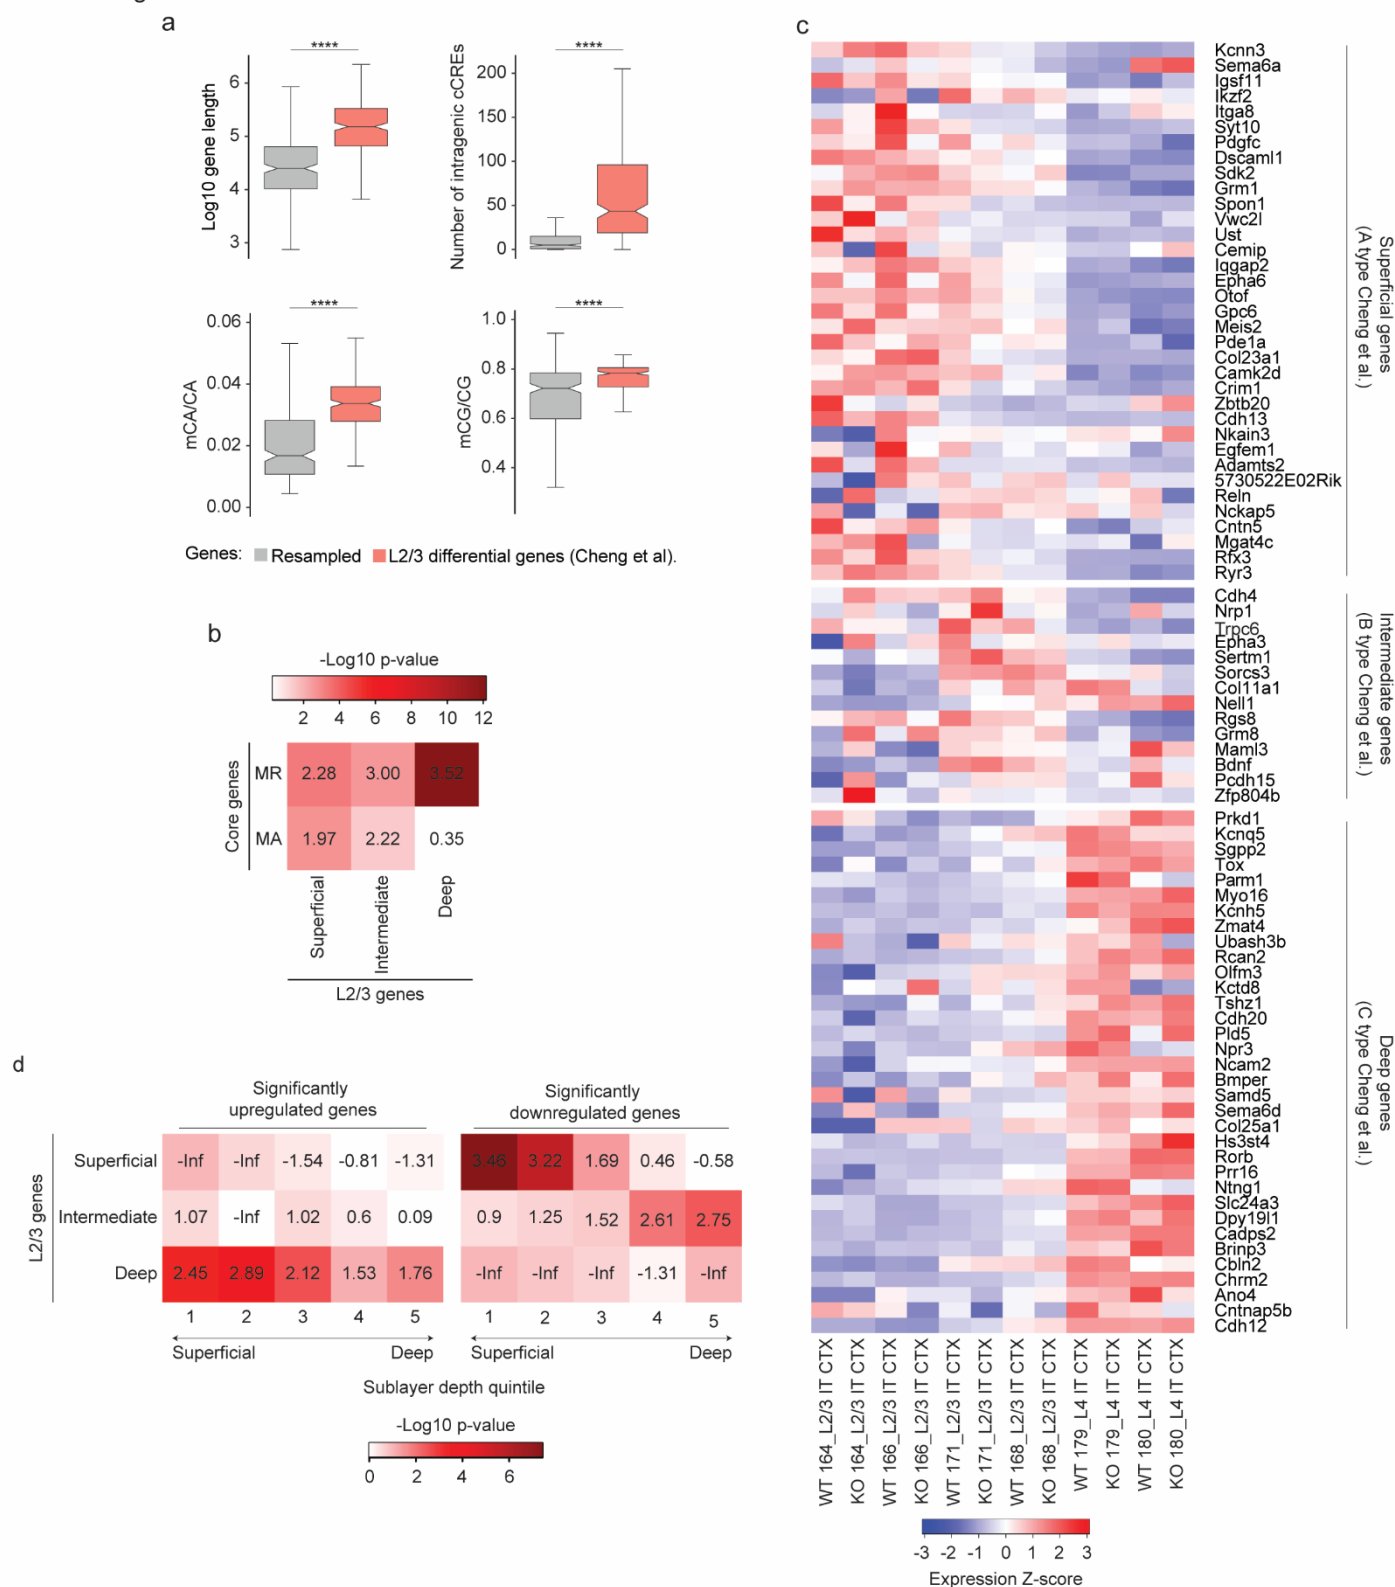 a
****
Log10 gene length
6
5
4
3
****
Number of intragenic cCREs
200
150
100
50
0
****
mCA/CA
0.06
0.04
0.02
0.00
****
mCG/CG
1.0
0.8
0.6
0.4
Genes: Resampled L2/3 differential genes (Cheng et al).
b
-Log10 p-value
2 4 6 8 10 12
Core genes
MR 2.28 3.00 3.52
MA 1.97 2.22 0.35
Superficial
Intermediate
Deep
L2/3 genes
c
Kcnn3
Sema6a
Igsf11
Ikzf2
Itga8
Syt10
Pdgfc
Dscaml1
Sdk2
Grm1
Spon1
Vwc2l
Ust
Cemip
Iqgap2
Epha6
Otof
Gpc6
Meis2
Pde1a
Col23a1
Camk2d
Crim1
Zbtb20
Cdh13
Nkain3
Egfem1
Adamts2
5730522E02Rik
Reln
Nckap5
Cntn5
Mgat4c
Rfx3
Ryr3
Superficial genes
(A type Cheng et al.)
Cdh4
Nrp1
Trpc6
Epha3
Sertm1
Sorcs3
Col11a1
Nell1
Rgs8
Grm8
Maml3
Bdnf
Pcdh15
Zfp804b
Intermediate genes
(B type Cheng et al.)
Prkd1
Kcnq5
Sgpp2
Tox
Parm1
Myo16
Kcnh5
Zmat4
Ubash3b
Rcan2
Olfm3
Kctd8
Tshz1
Cdh20
Pld5
Npr3
Ncam2
Bmper
Samd5
Sema6d
Col25a1
Hs3st4
Rorb
Prr16
Ntng1
Slc24a3
Dpy19l1
Cadps2
Brinp3
Cbln2
Chrm2
Ano4
Cntnap5b
Cdh12
Deep genes
(C type Cheng et al.)
WT 164_L2/3 IT CTX
KO 164_L2/3 IT CTX
WT 166_L2/3 IT CTX
KO 166_L2/3 IT CTX
WT 171_L2/3 IT CTX
KO 171_L2/3 IT CTX
WT 168_L2/3 IT CTX
KO 168_L2/3 IT CTX
WT 179_L4 IT CTX
KO 179_L4 IT CTX
WT 180_L4 IT CTX
KO 180_L4 IT CTX
-3 -2 -1 0 1 2 3
Expression Z-score
d
Significantly
upregulated genes
Significantly
downregulated genes
L2/3 genes
Superficial -Inf -Inf -1.54 -0.81 -1.31 3.46 3.22 1.69 0.46 -0.58
Intermediate 1.07 -Inf 1.02 0.6 0.09 0.9 1.25 1.52 2.61 2.75
Deep 2.45 2.89 2.12 1.53 1.76 -Inf -Inf -Inf -1.31 -Inf
1 2 3 4 5 1 2 3 4 5
Superficial Deep Superficial Deep
Sublayer depth quintile
-Log10 p-value
0 2 4 6